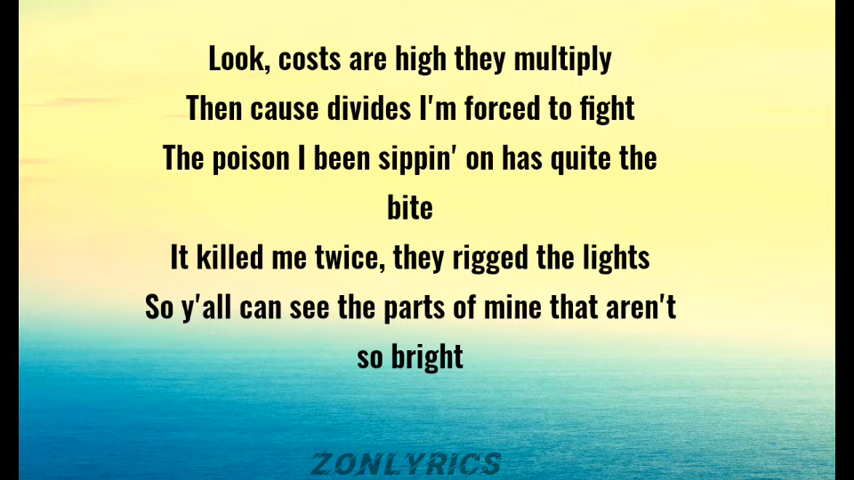 Look, costs are high they multiply
Then cause divides I'm forced to fight
The poison I been sippin' on has quite the
bite
It killed me twice, they rigged the lights
So y'all can see the parts of mine that aren't
so bright
ZONLYRICS